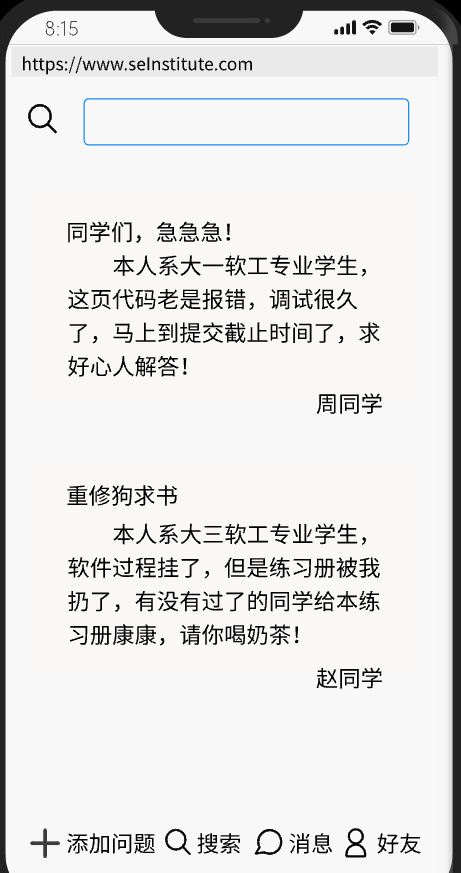 8:15
https://www.seInstitute.com
同学们，急急急！
本人系大一软工专业学生，
这页代码老是报错，调试很久
了，马上到提交截止时间了，求
好心人解答！
周同学
重修狗求书
本人系大三软工专业学生，
软件过程挂了，但是练习册被我
扔了，有没有过了的同学给本练
习册康康，请你喝奶茶！
赵同学
添加问题 搜索 消息 好友